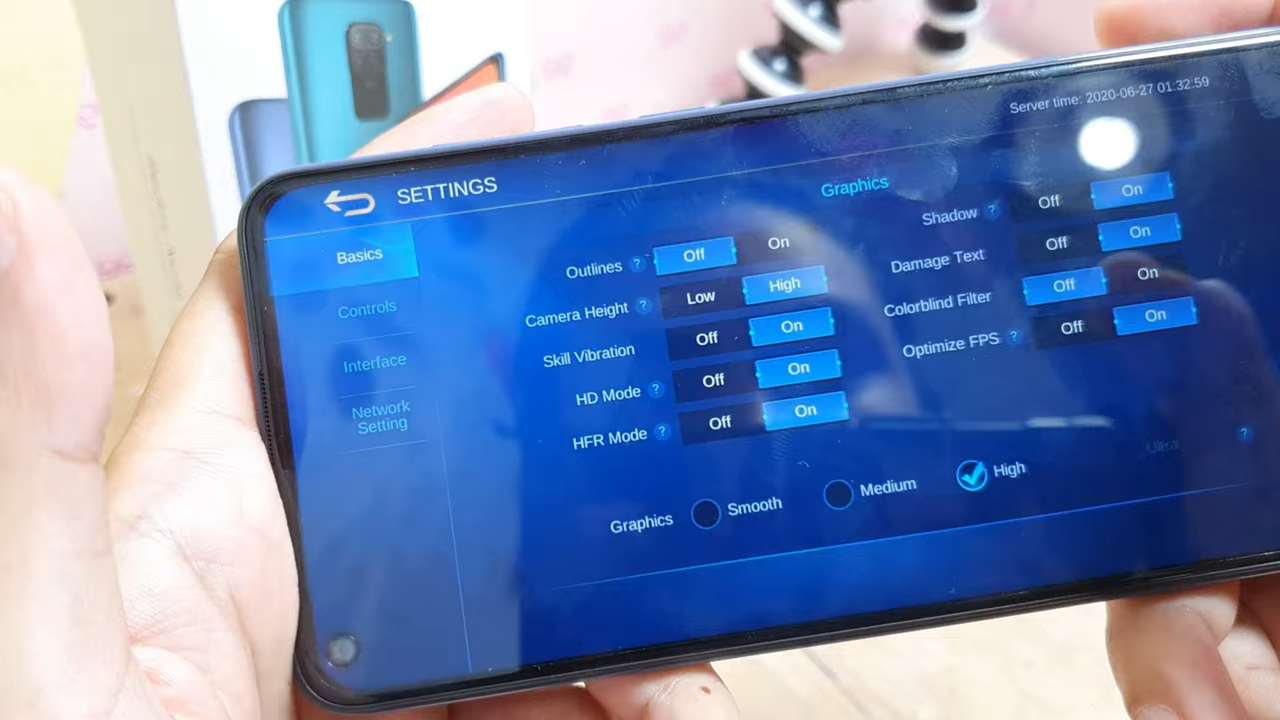 SETTINGS
Server time: 2020-06-27 01:32:59
Basics
Controls
Interface
Network
Setting
Graphics
Outlines ? Off On
Camera Height ? Low High
Skill Vibration Off On
HD Mode ? Off On
HFR Mode ? Off On
Shadow ? Off On
Damage Text Off On
Colorblind Filter Off On
Optimize FPS ? Off On
Graphics Smooth Medium High Ultra ?